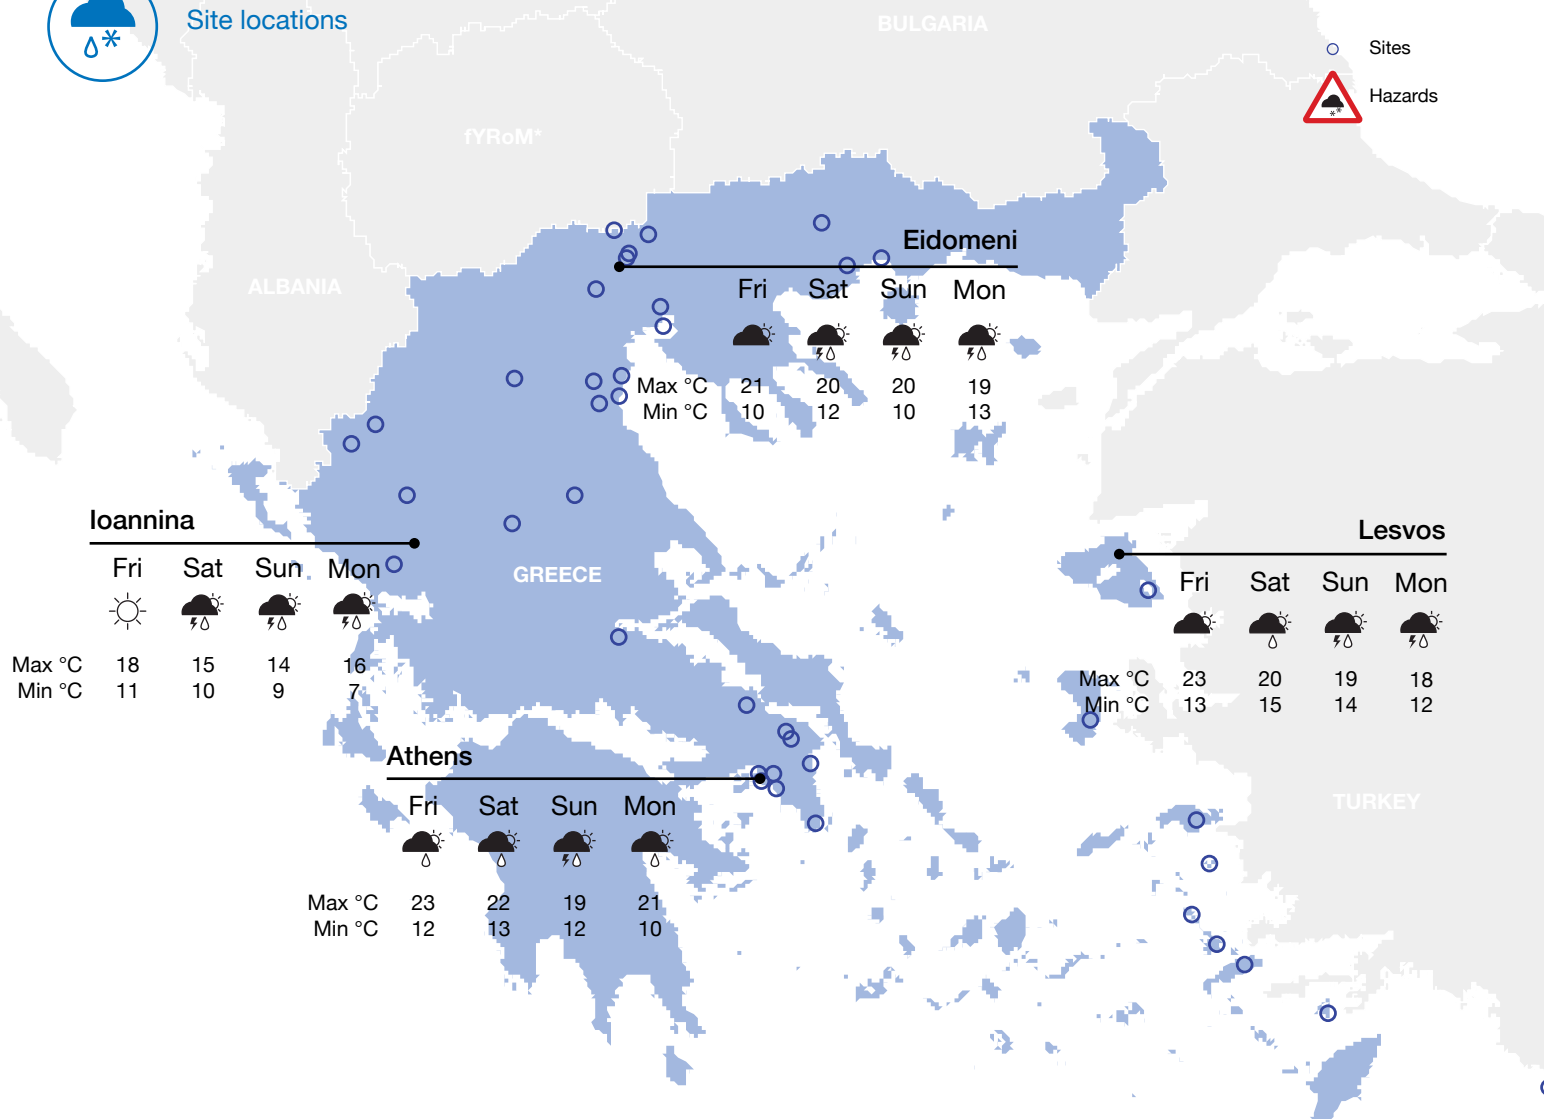 Site locations
BULGARIA
Sites
Hazards
fYRoM*
ALBANIA
Eidomeni
Fri Sat Sun Mon
Max °C 21 20 20 19
Min °C 10 12 10 13
Ioannina
Fri Sat Sun Mon
Max °C 18 15 14 16
Min °C 11 10 9 7
GREECE
Lesvos
Fri Sat Sun Mon
Max °C 23 20 19 18
Min °C 13 15 14 12
Athens
Fri Sat Sun Mon
Max °C 23 22 19 21
Min °C 12 13 12 10
TURKEY